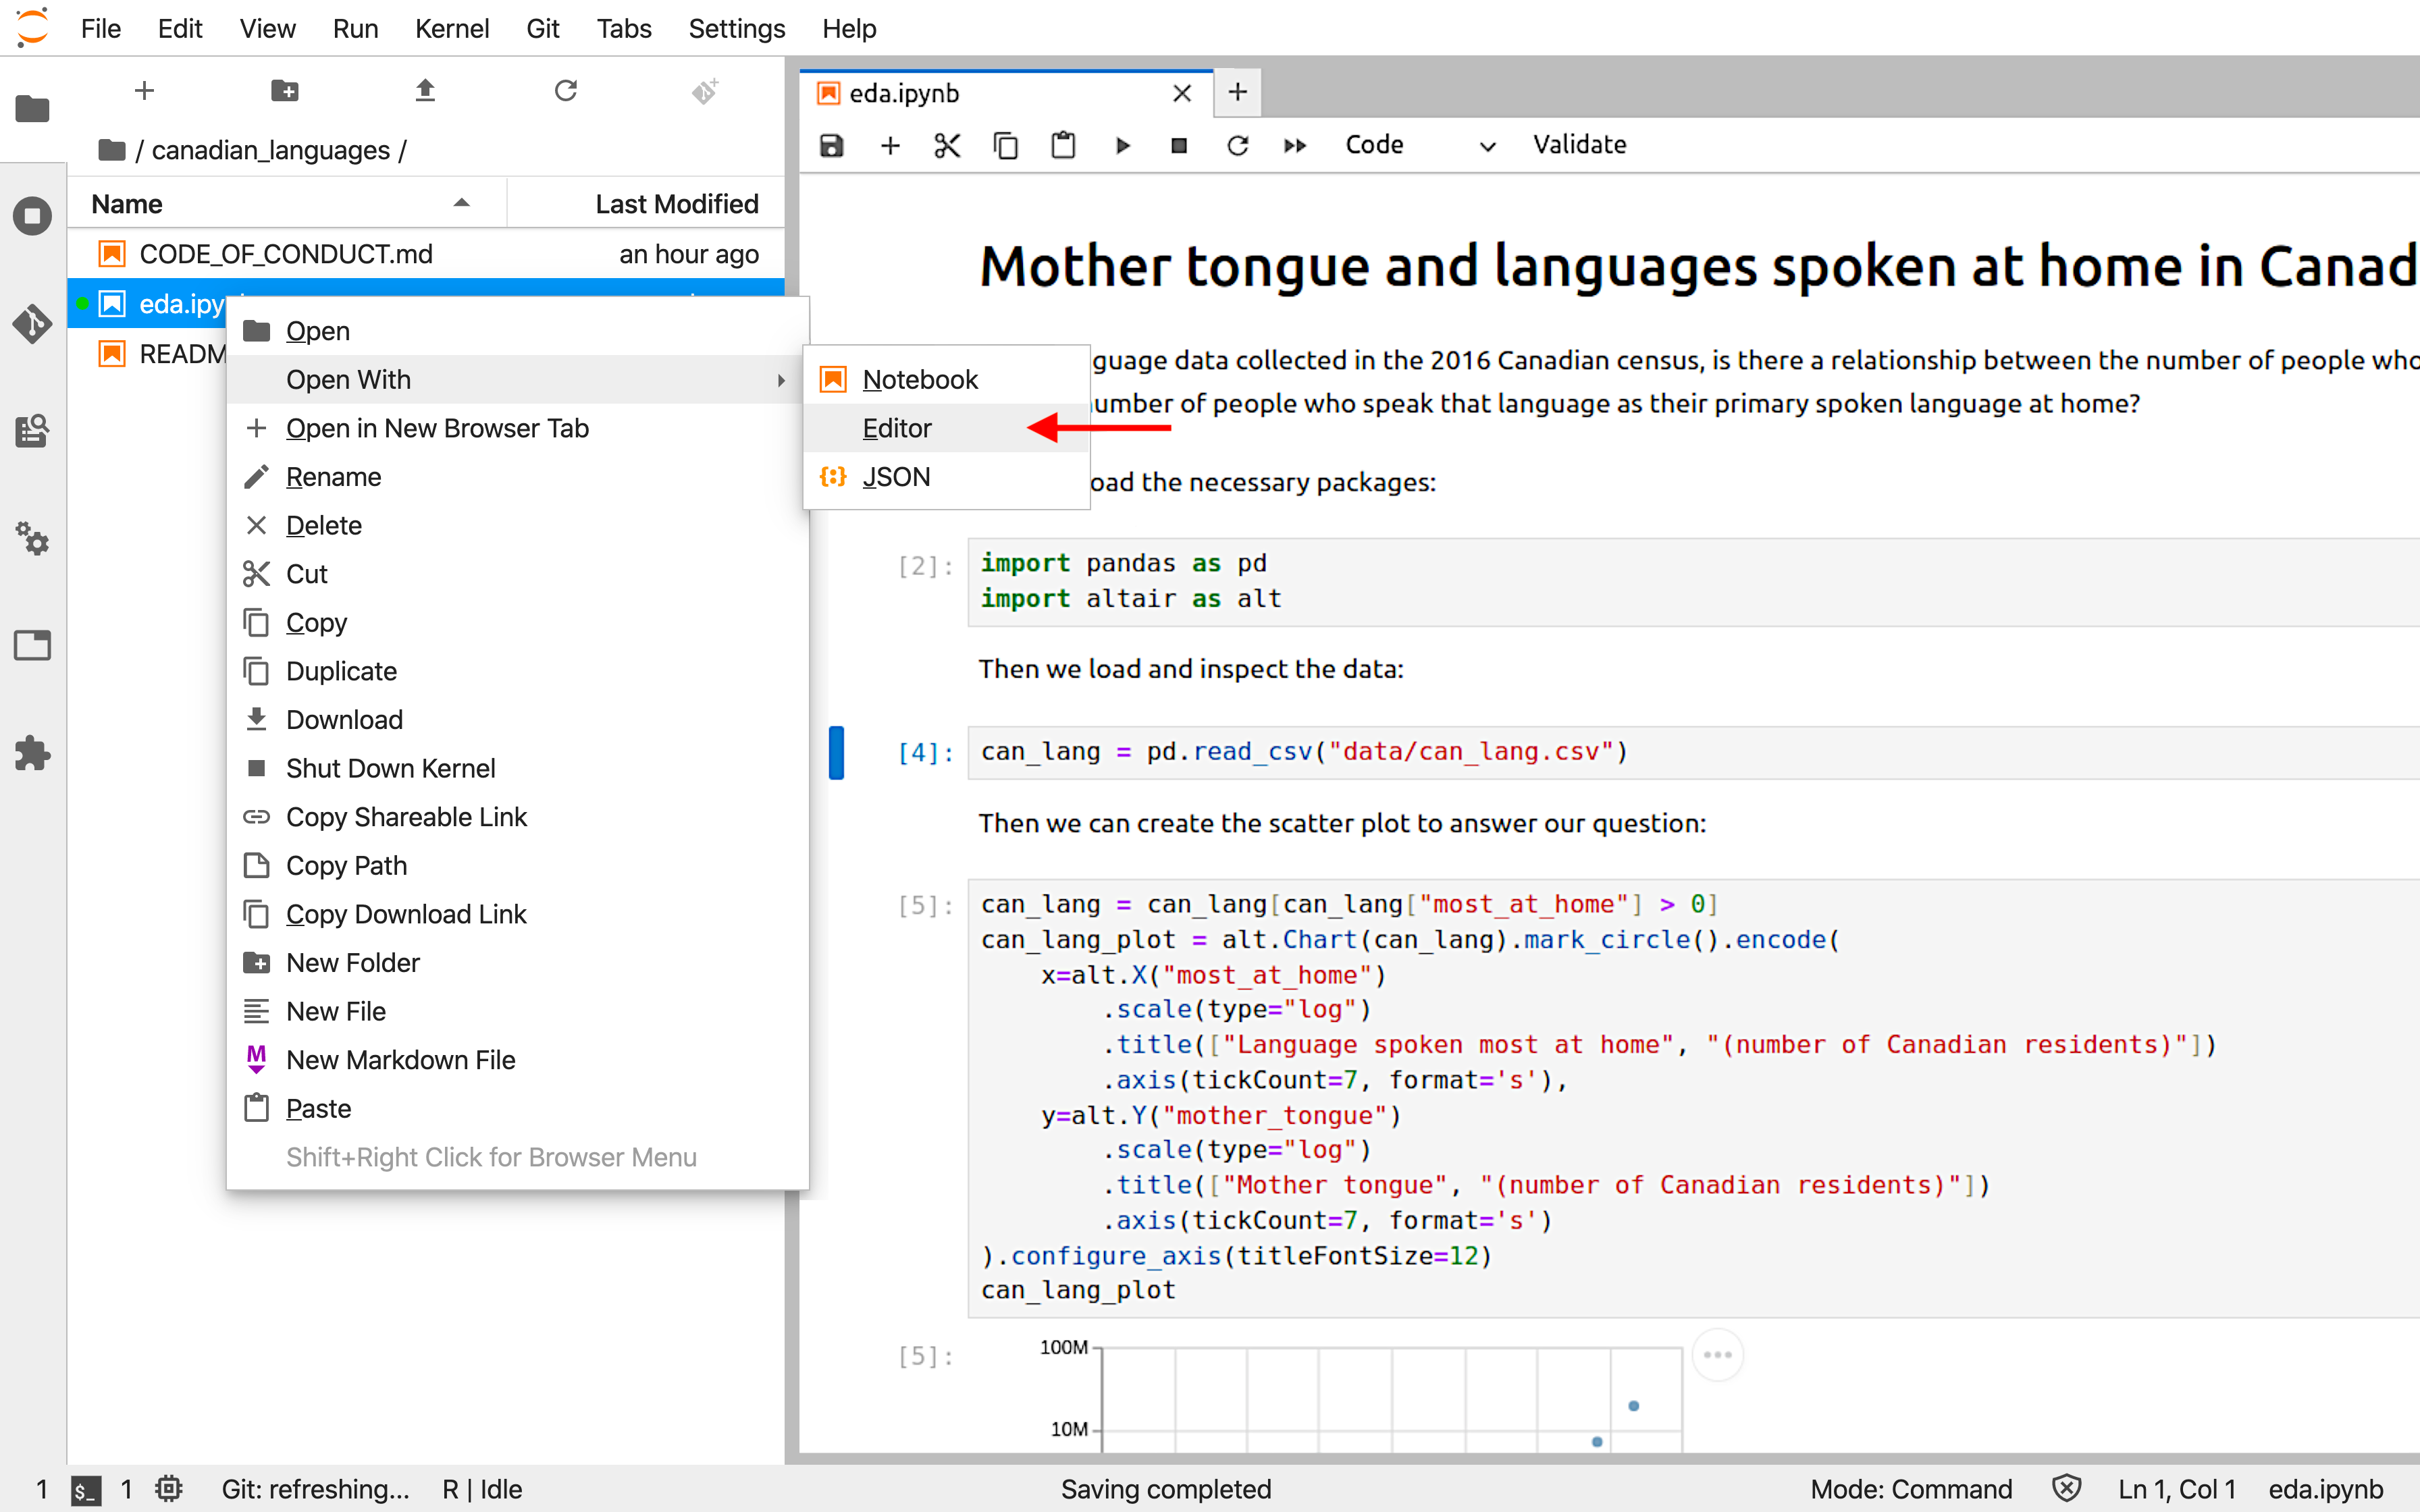 File Edit View Run Kernel Git Tabs Settings Help
/ canadian_languages /
Name Last Modified
CODE_OF_CONDUCT.md an hour ago
eda.ipy
READM
Open
Open With
Open in New Browser Tab
Rename
Delete
Cut
Copy
Duplicate
Download
Shut Down Kernel
Copy Shareable Link
Copy Path
Copy Download Link
New Folder
New File
M New Markdown File
Paste
Shift+Right Click for Browser Menu
Notebook
Editor
{:} JSON
eda.ipynb
Code Validate
Mother tongue and languages spoken at home in Canad
guage data collected in the 2016 Canadian census, is there a relationship between the number of people who
umber of people who speak that language as their primary spoken language at home?
oad the necessary packages:
[2]: import pandas as pd
import altair as alt
Then we load and inspect the data:
[4]: can_lang = pd.read_csv("data/can_lang.csv")
Then we can create the scatter plot to answer our question:
[5]: can_lang = can_lang[can_lang["most_at_home"] > 0]
can_lang_plot = alt.Chart(can_lang).mark_circle().encode(
    x=alt.X("most_at_home")
        .scale(type="log")
        .title(["Language spoken most at home", "(number of Canadian residents)"])
        .axis(tickCount=7, format='s'),
    y=alt.Y("mother_tongue")
        .scale(type="log")
        .title(["Mother tongue", "(number of Canadian residents)"])
        .axis(tickCount=7, format='s')
).configure_axis(titleFontSize=12)
can_lang_plot
[5]:
100M
10M
1 $_ 1 Git: refreshing... R | Idle Saving completed Mode: Command Ln 1, Col 1 eda.ipynb